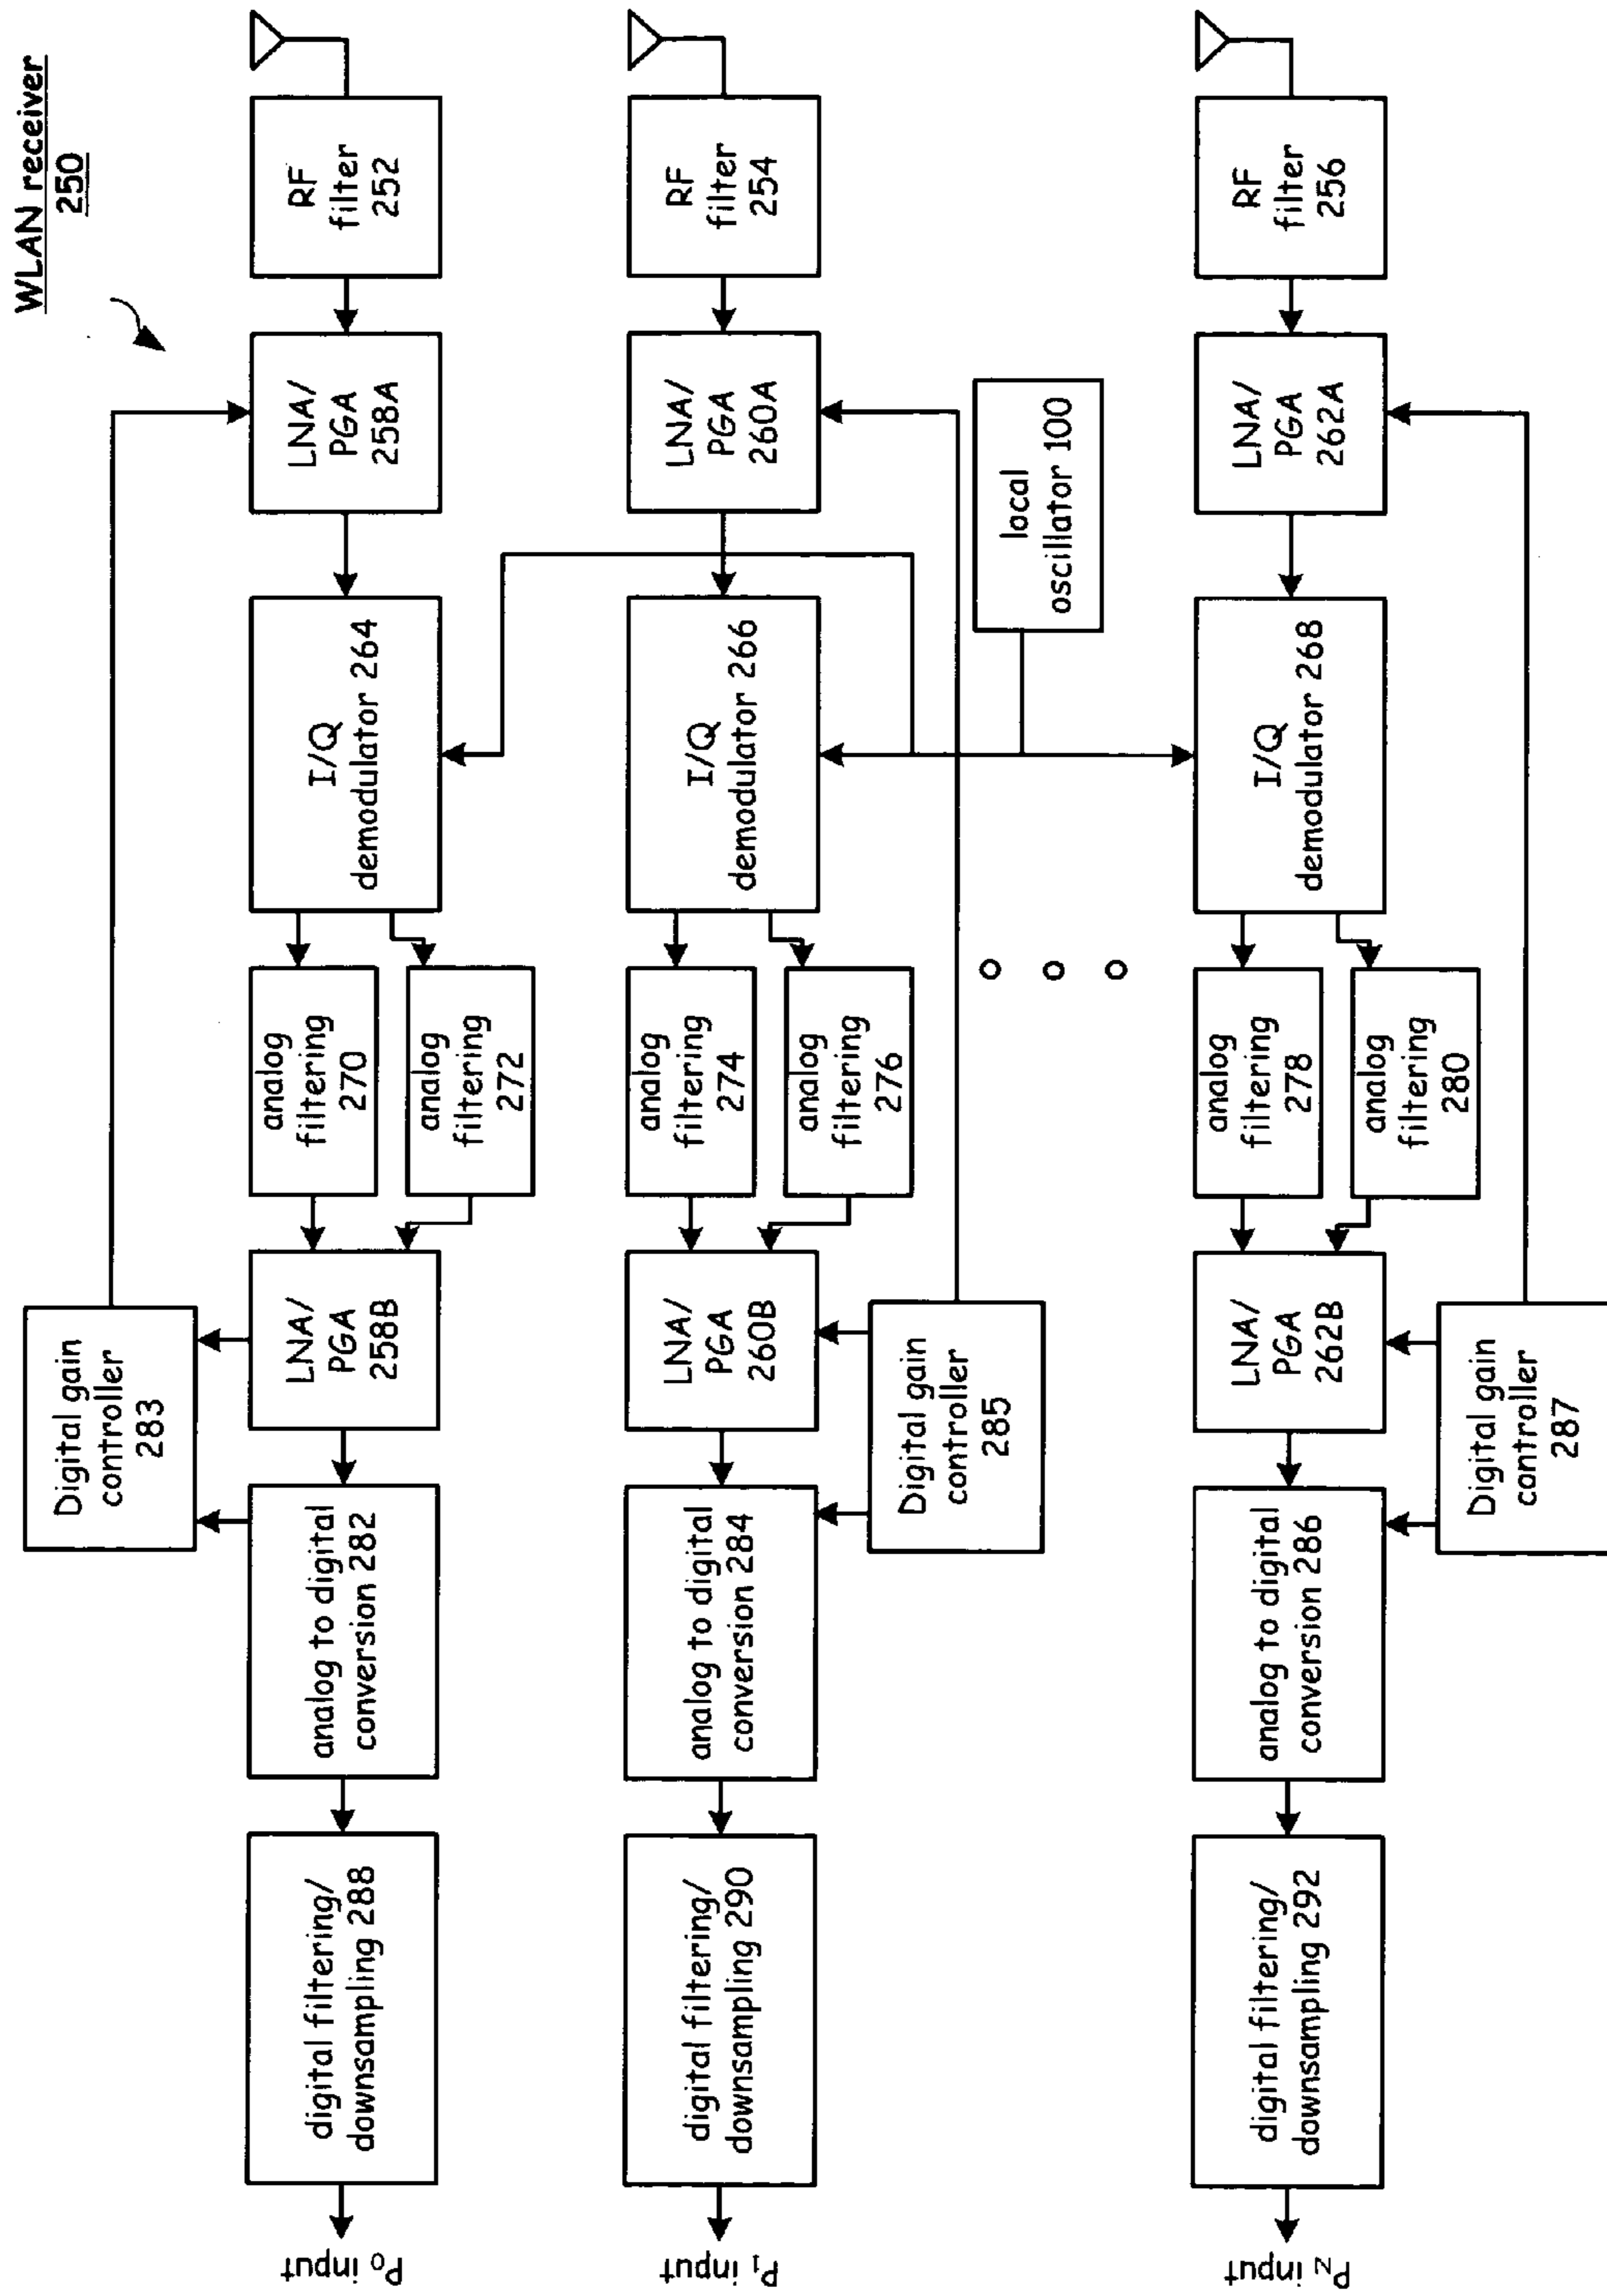 WLAN receiver
250
RF
filter
252
LNA/
PGA
258A
I/Q
demodulator 264
analog
filtering
270
analog
filtering
272
LNA/
PGA
258B
Digital gain
controller
283
analog to digital
conversion 282
digital filtering/
downsampling 288
P0 input
RF
filter
254
LNA/
PGA
260A
I/Q
demodulator 266
analog
filtering
274
analog
filtering
276
LNA/
PGA
260B
Digital gain
controller
285
analog to digital
conversion 284
digital filtering/
downsampling 290
P1 input
local
oscillator 100
RF
filter
256
LNA/
PGA
262A
I/Q
demodulator 268
analog
filtering
278
analog
filtering
280
LNA/
PGA
262B
Digital gain
controller
287
analog to digital
conversion 286
digital filtering/
downsampling 292
P2 input